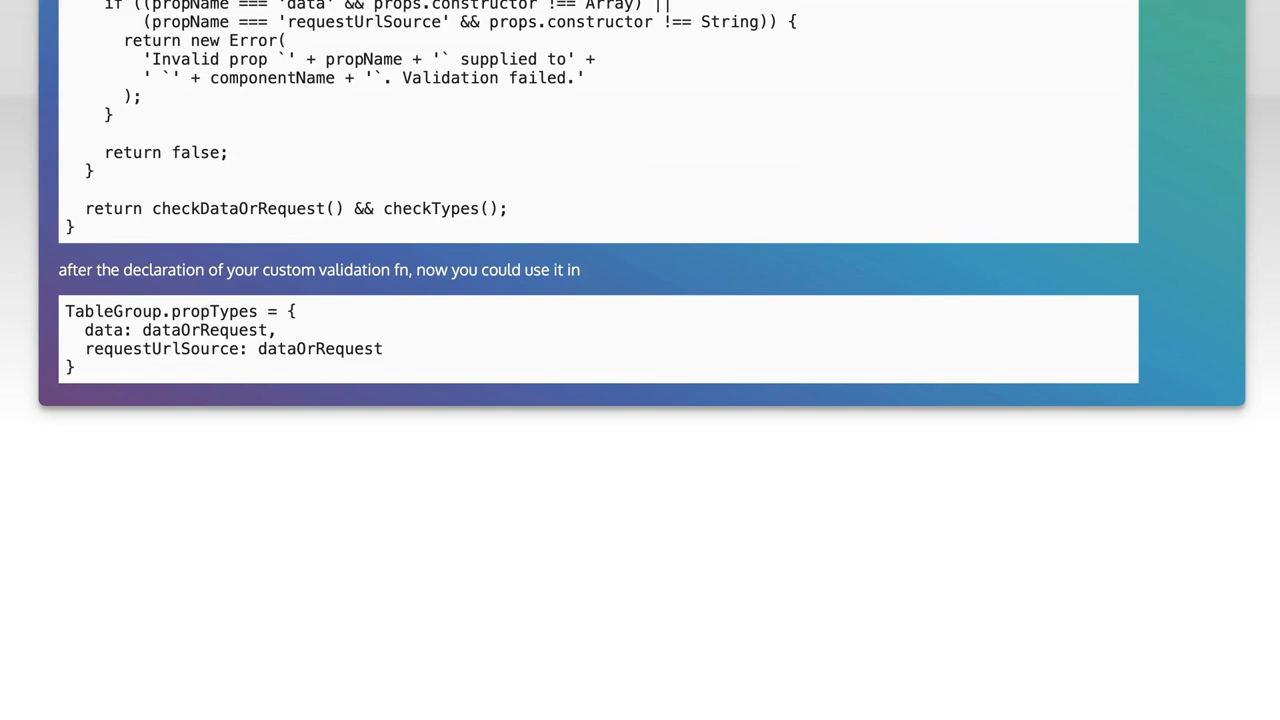 if ((propName === 'data' && props.constructor !== Array) ||
(propName === 'requestUrlSource' && props.constructor !== String)) {
return new Error(
'Invalid prop `' + propName + '` supplied to' +
' `' + componentName + '`. Validation failed.'
);
}
return false;
}
return checkDataOrRequest() && checkTypes();
}
after the declaration of your custom validation fn, now you could use it in
TableGroup.propTypes = {
data: dataOrRequest,
requestUrlSource: dataOrRequest
}